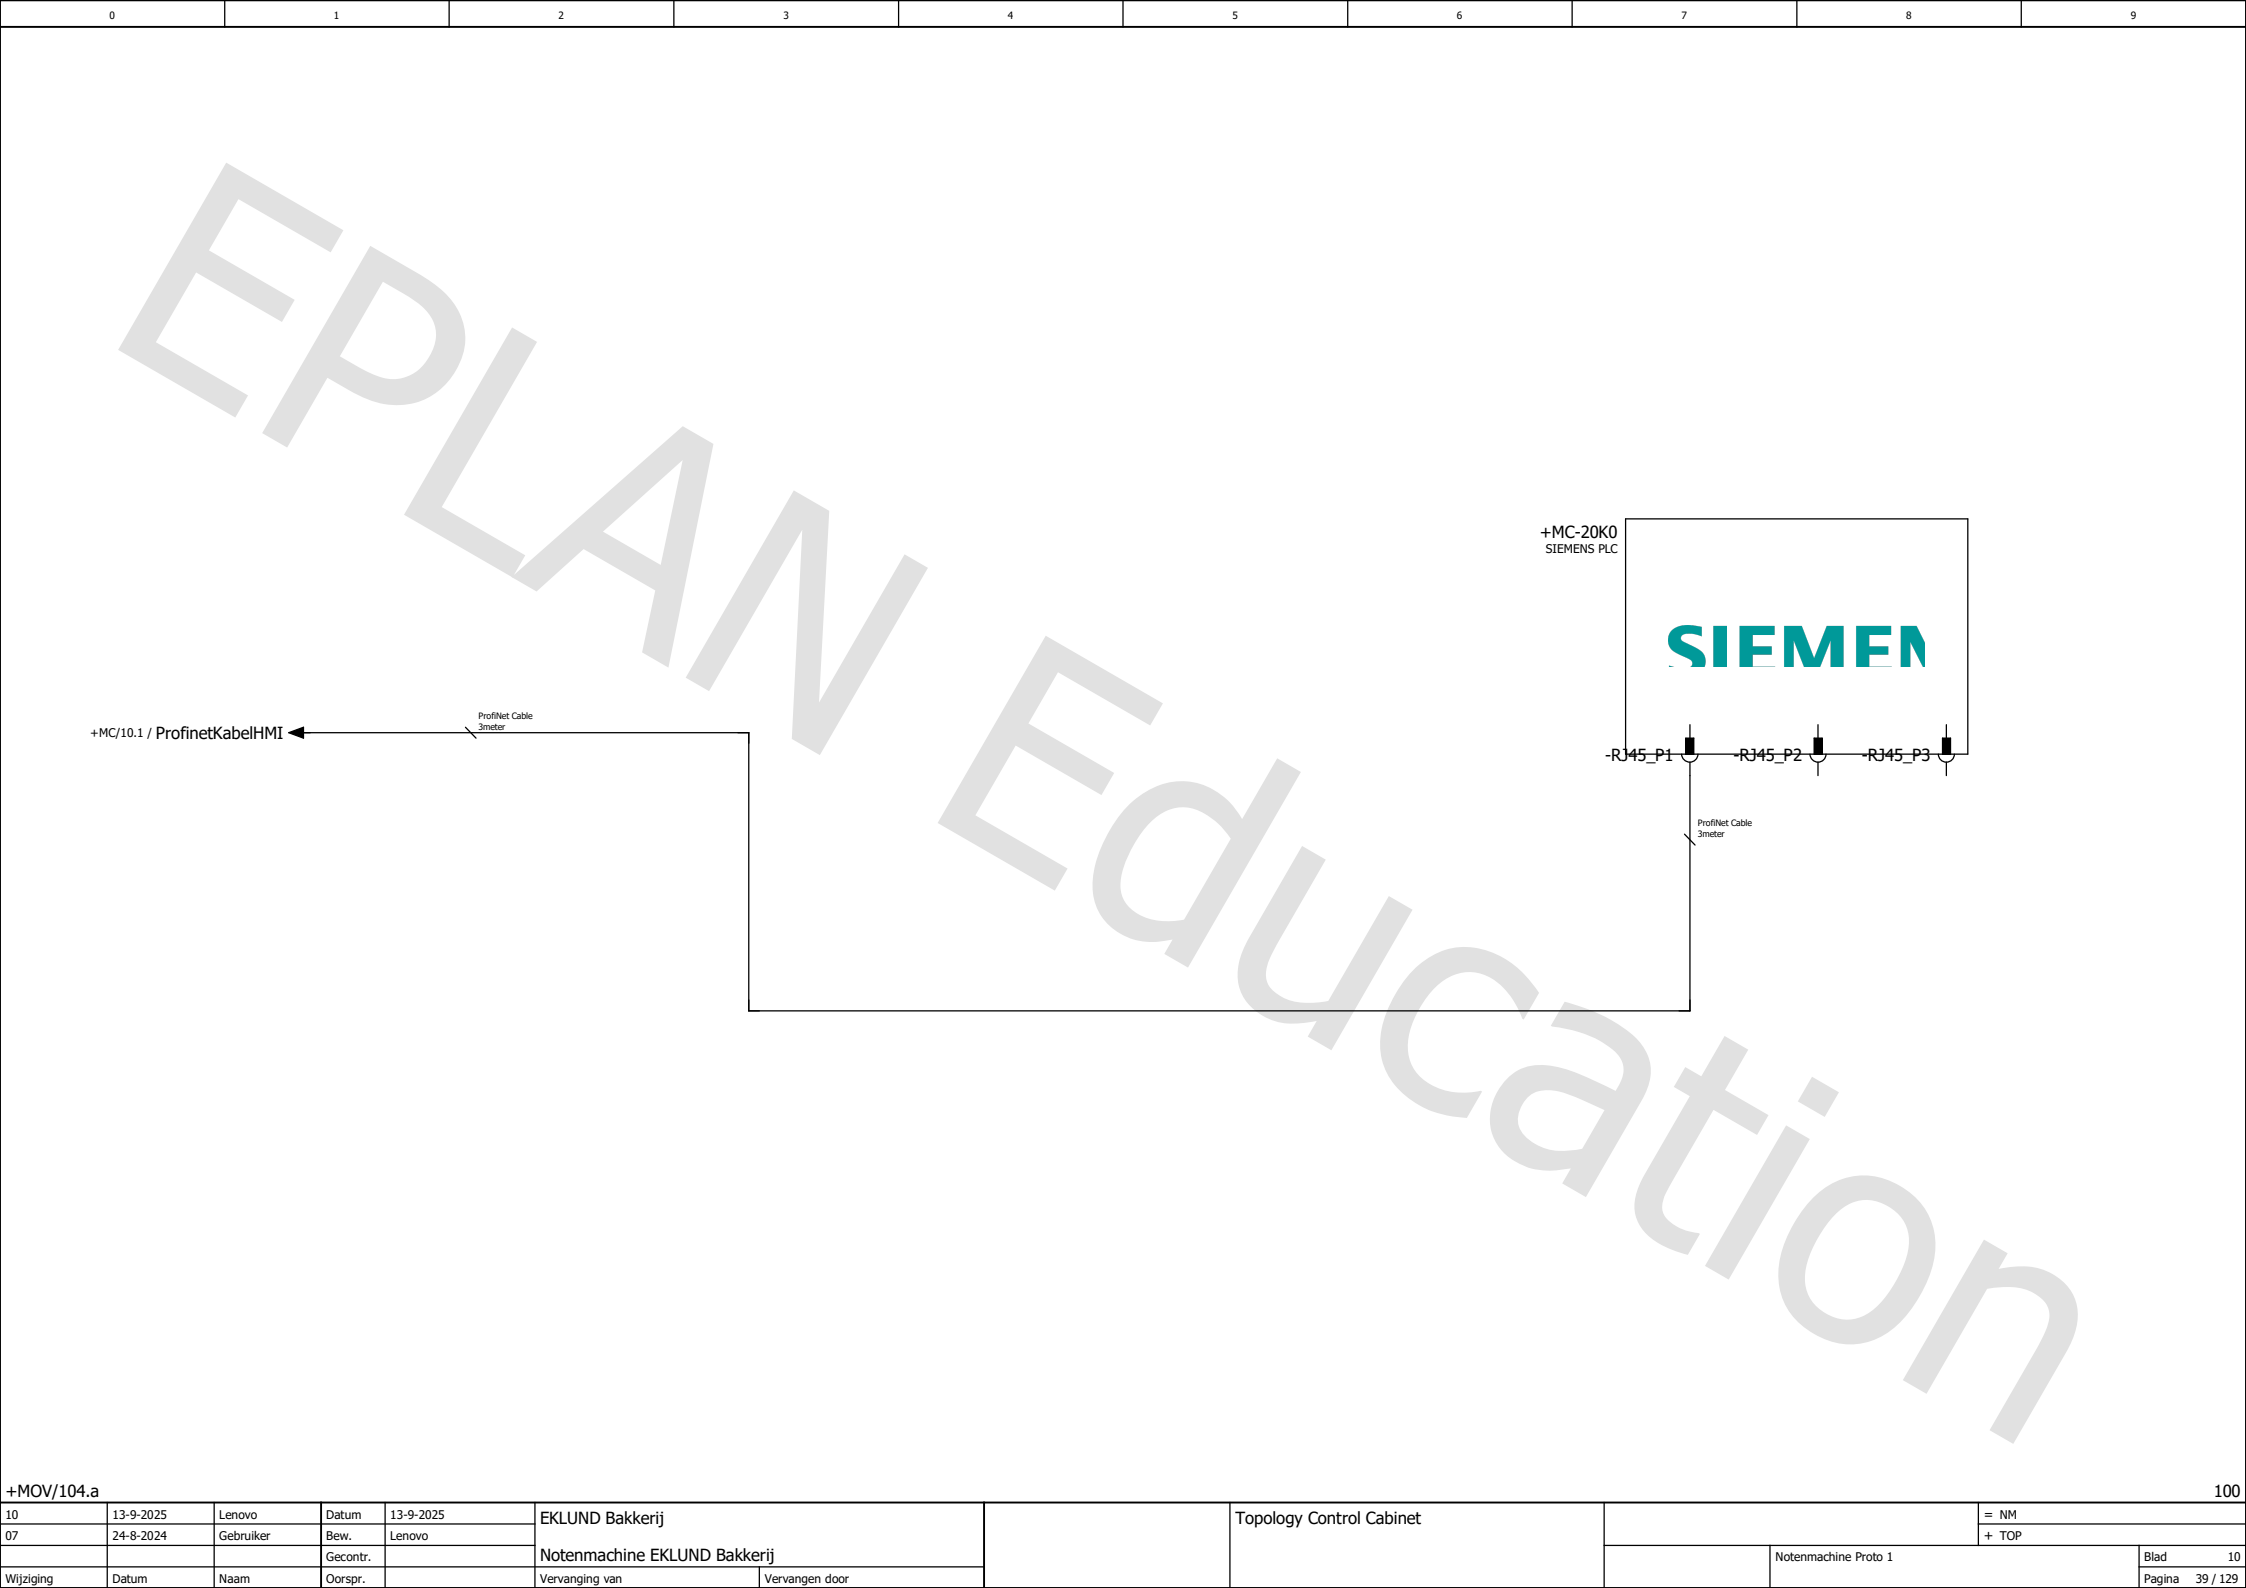 0 1 2 3 4 5 6 7 8 9
EPLAN Education
+MC-20K0
SIEMENS PLC
SIEMEN
+MC/10.1 / ProfinetKabelHMI
ProfiNet Cable
3meter
-RJ45_P1 -RJ45_P2 -RJ45_P3
ProfiNet Cable
3meter
+MOV/104.a 100
10 13-9-2025 Lenovo Datum 13-9-2025 EKLUND Bakkerij Topology Control Cabinet = NM
07 24-8-2024 Gebruiker Bew. Lenovo + TOP
Gecontr. Notenmachine EKLUND Bakkerij Notenmachine Proto 1 Blad 10
Wijziging Datum Naam Oorspr. Vervanging van Vervangen door Pagina 39 / 129